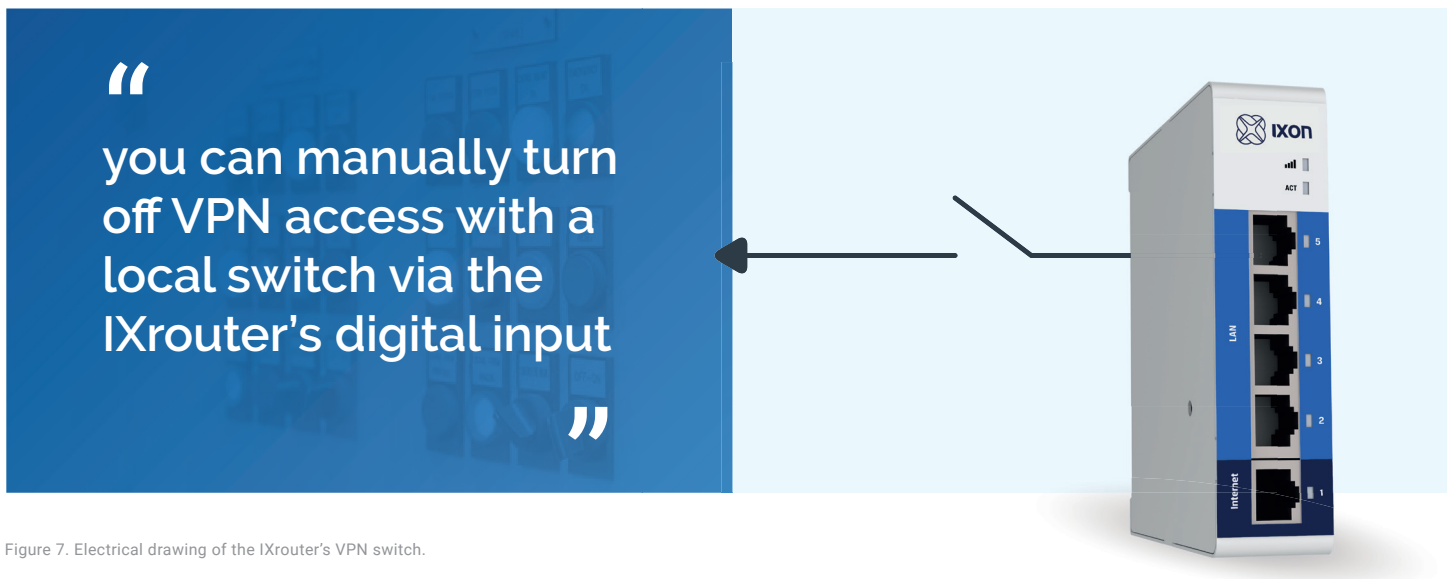 “
you can manually turn
off VPN access with a
local switch via the
IXrouter’s digital input
”
IXON
ACT
5
4
LAN
3
2
Internet
1
Figure 7. Electrical drawing of the IXrouter’s VPN switch.